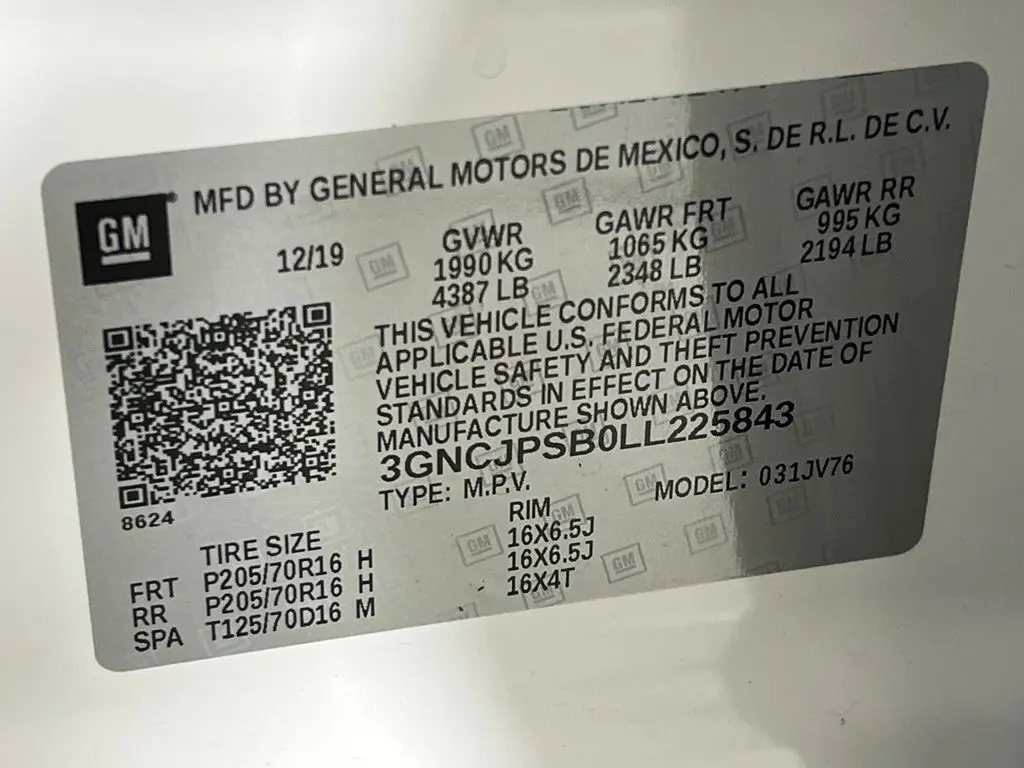 GM
MFD BY GENERAL MOTORS DE MEXICO, S. DE R.L. DE C.V.
12/19
GVWR
1990 KG
4387 LB
GAWR FRT
1065 KG
2348 LB
GAWR RR
995 KG
2194 LB
THIS VEHICLE CONFORMS TO ALL
APPLICABLE U.S. FEDERAL MOTOR
VEHICLE SAFETY AND THEFT PREVENTION
STANDARDS IN EFFECT ON THE DATE OF
MANUFACTURE SHOWN ABOVE.
3GNCJPSB0LL225843
TYPE: M.P.V.
MODEL: 031JV76
8624
TIRE SIZE RIM
FRT P205/70R16 H 16X6.5J
RR P205/70R16 H 16X6.5J
SPA T125/70D16 M - 16X4T